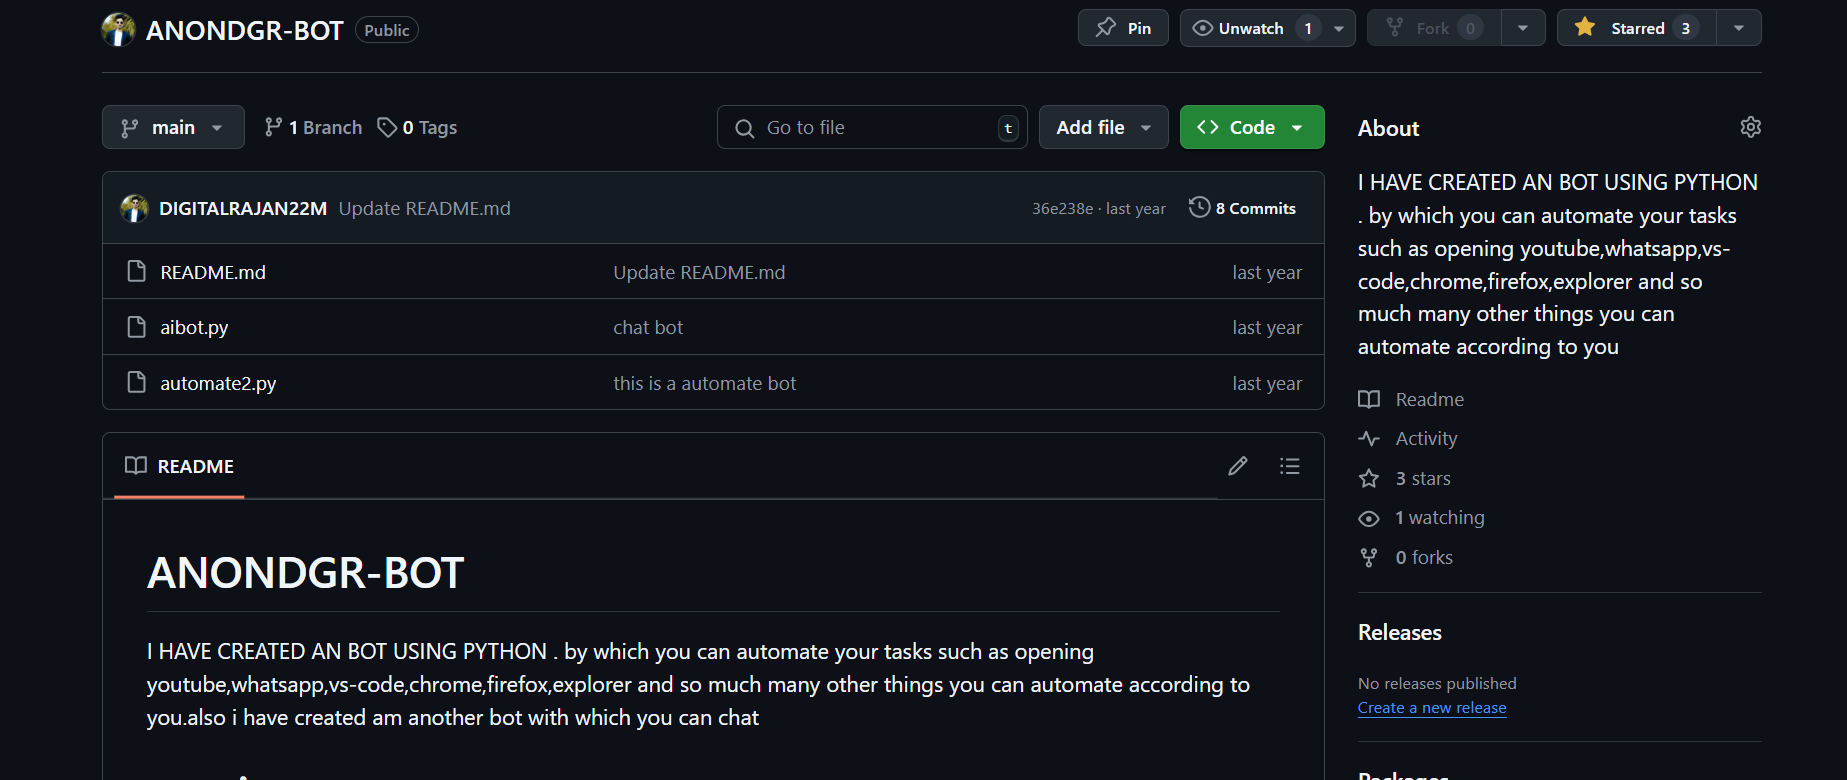 ANONDGR-BOT Public
Pin
Unwatch 1
Fork 0
Starred 3
main
1 Branch
0 Tags
Go to file t
Add file
Code
DIGITALRAJAN22M Update README.md 36e238e · last year 8 Commits
README.md Update README.md last year
aibot.py chat bot last year
automate2.py this is a automate bot last year
README
ANONDGR-BOT
I HAVE CREATED AN BOT USING PYTHON . by which you can automate your tasks such as opening
youtube,whatsapp,vs-code,chrome,firefox,explorer and so much many other things you can automate according to
you.also i have created am another bot with which you can chat
About
I HAVE CREATED AN BOT USING PYTHON
. by which you can automate your tasks
such as opening youtube,whatsapp,vs-
code,chrome,firefox,explorer and so
much many other things you can
automate according to you
Readme
Activity
3 stars
1 watching
0 forks
Releases
No releases published
Create a new release
Packages